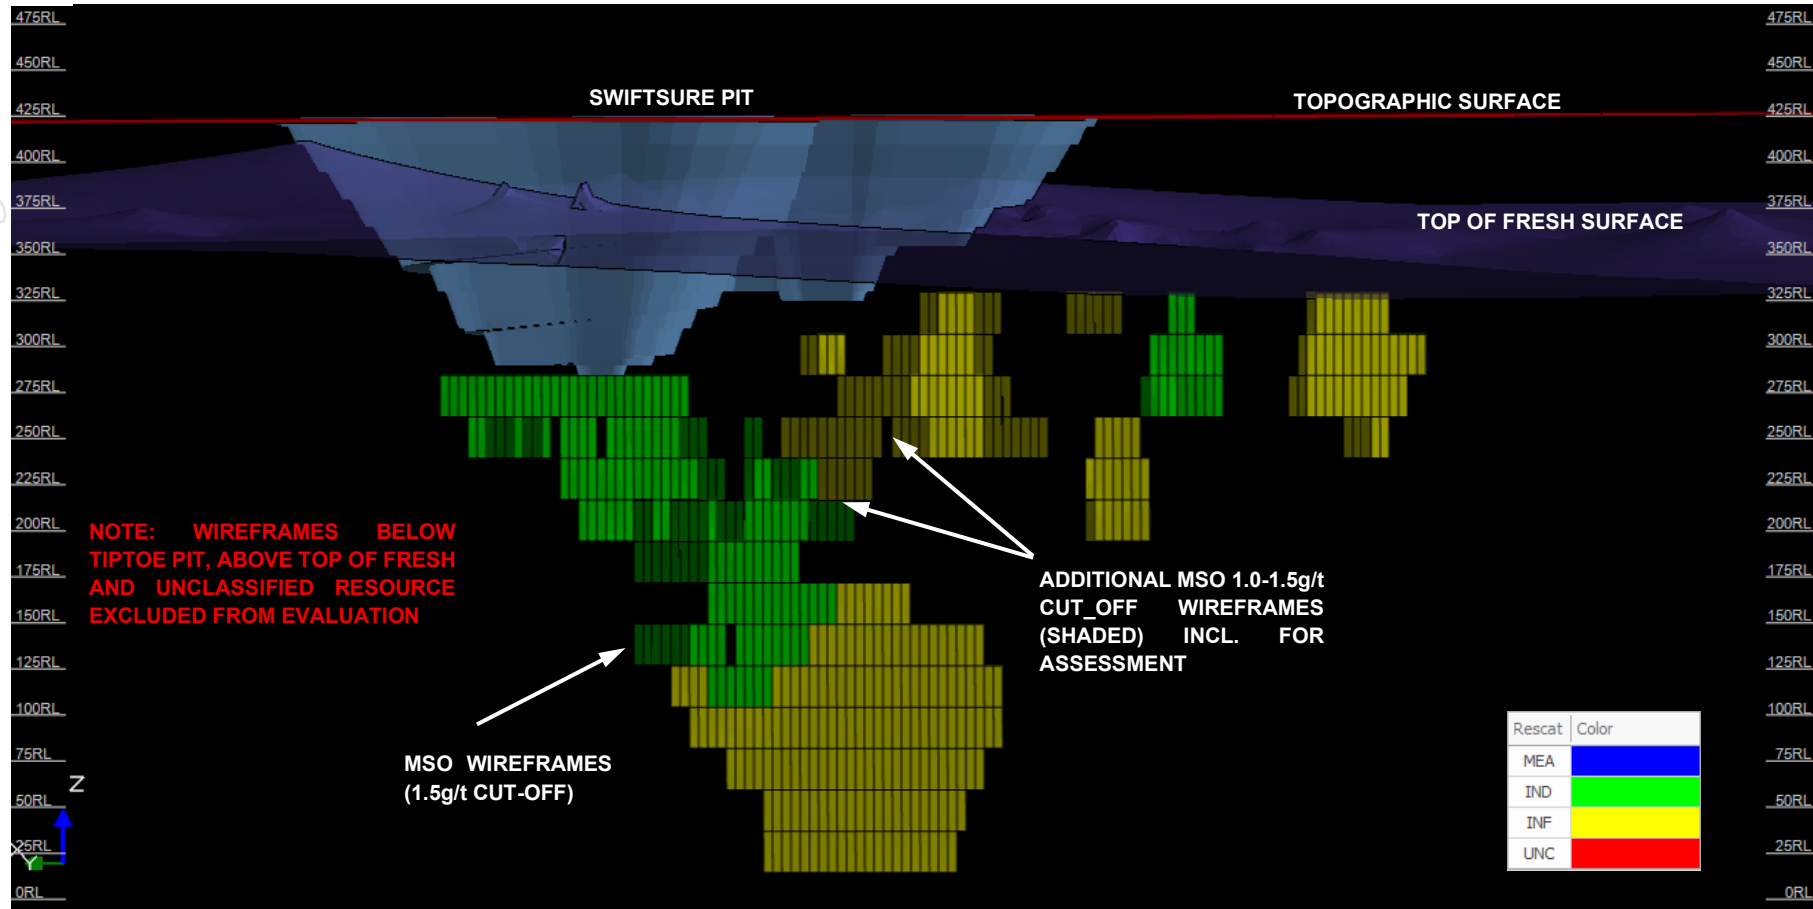 475RL 475RL
450RL 450RL
SWIFTSURE PIT
TOPOGRAPHIC SURFACE
425RL 425RL
400RL 400RL
375RL 375RL
TOP OF FRESH SURFACE
350RL 350RL
325RL 325RL
300RL 300RL
275RL 275RL
250RL 250RL
225RL 225RL
200RL 200RL
NOTE: WIREFRAMES BELOW
TIPTOE PIT, ABOVE TOP OF FRESH
AND UNCLASSIFIED RESOURCE
EXCLUDED FROM EVALUATION
175RL 175RL
ADDITIONAL MSO 1.0-1.5g/t
CUT_OFF WIREFRAMES
(SHADED) INCL. FOR
ASSESSMENT
150RL 150RL
125RL 125RL
100RL 100RL
MSO WIREFRAMES
(1.5g/t CUT-OFF)
75RL 75RL
Z
50RL 50RL
25RL 25RL
Y
0RL 0RL
Rescat Color
MEA
IND
INF
UNC